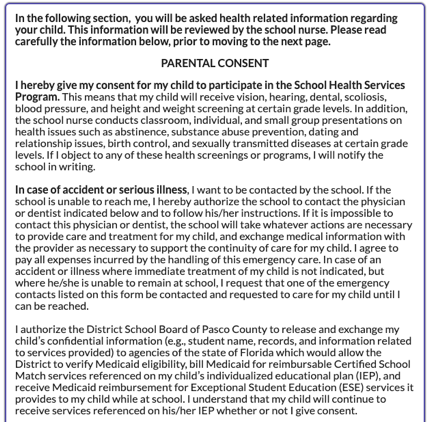 In the following section,  you will be asked health related information regarding
your child. This information will be reviewed by the school nurse. Please read
carefully the information below, prior to moving to the next page.
PARENTAL CONSENT
I hereby give my consent for my child to participate in the School Health Services
Program. This means that my child will receive vision, hearing, dental, scoliosis,
blood pressure, and height and weight screening at certain grade levels. In addition,
the school nurse conducts classroom, individual, and small group presentations on
health issues such as abstinence, substance abuse prevention, dating and
relationship issues, birth control, and sexually transmitted diseases at certain grade
levels. If I object to any of these health screenings or programs, I will notify the
school in writing.
In case of accident or serious illness, I want to be contacted by the school. If the
school is unable to reach me, I hereby authorize the school to contact the physician
or dentist indicated below and to follow his/her instructions. If it is impossible to
contact this physician or dentist, the school will take whatever actions are necessary
to provide care and treatment for my child, and exchange medical information with
the provider as necessary to support the continuity of care for my child. I agree to
pay all expenses incurred by the handling of this emergency care. In case of an
accident or illness where immediate treatment of my child is not indicated, but
where he/she is unable to remain at school, I request that one of the emergency
contacts listed on this form be contacted and requested to care for my child until I
can be reached.
I authorize the District School Board of Pasco County to release and exchange my
child's confidential information (e.g., student name, records, and information related
to services provided) to agencies of the state of Florida which would allow the
District to verify Medicaid eligibility, bill Medicaid for reimbursable Certified School
Match services referenced on my child's individualized educational plan (IEP), and
receive Medicaid reimbursement for Exceptional Student Education (ESE) services it
provides to my child while at school. I understand that my child will continue to
receive services referenced on his/her IEP whether or not I give consent.